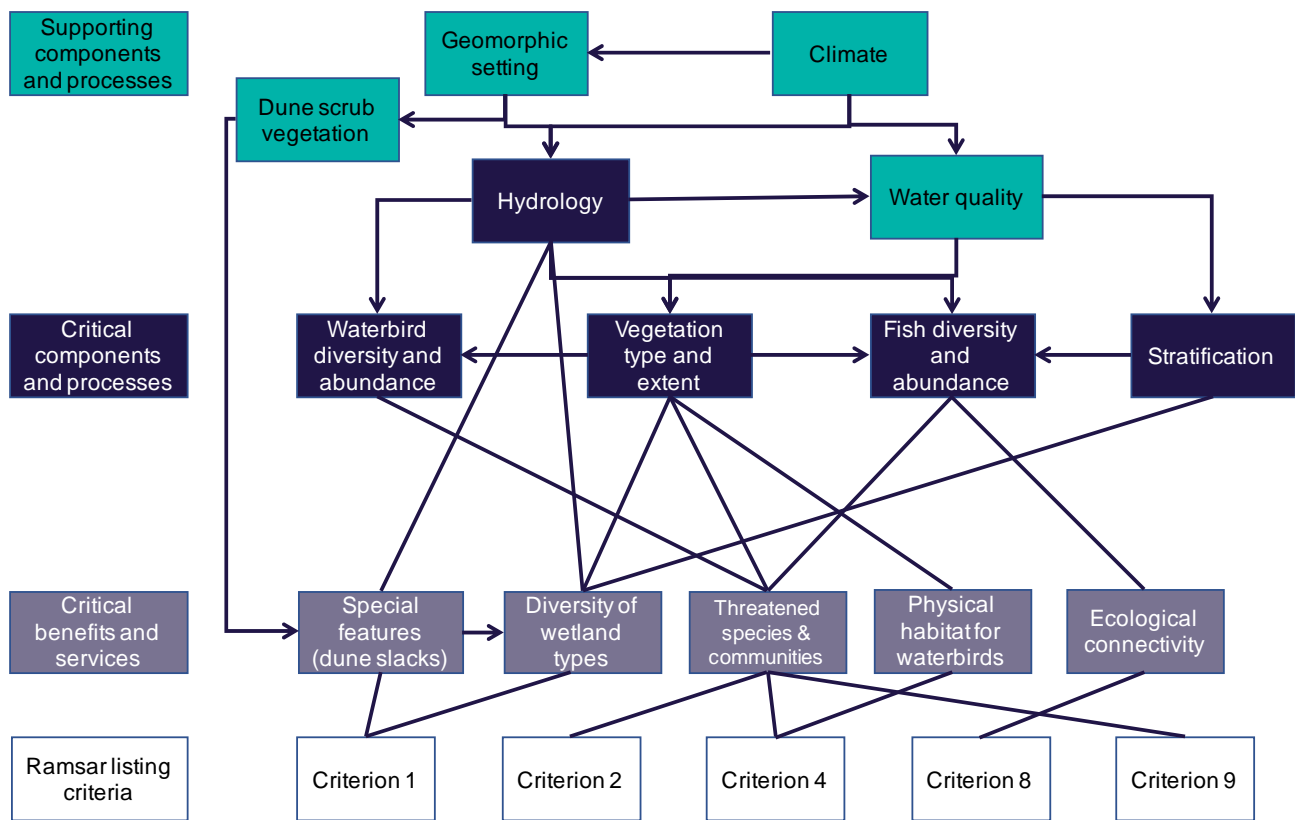 Supporting
components
and processes
Geomorphic
setting
Climate
Dune scrub
vegetation
Hydrology
Water quality
Critical
components
and processes
Waterbird
diversity and
abundance
Vegetation
type and
extent
Fish diversity
and
abundance
Stratification
Critical
benefits and
services
Special
features
(dune slacks)
Diversity of
wetland
types
Threatened
species &
communities
Physical
habitat for
waterbirds
Ecological
connectivity
Ramsar listing
criteria
Criterion 1
Criterion 2
Criterion 4
Criterion 8
Criterion 9